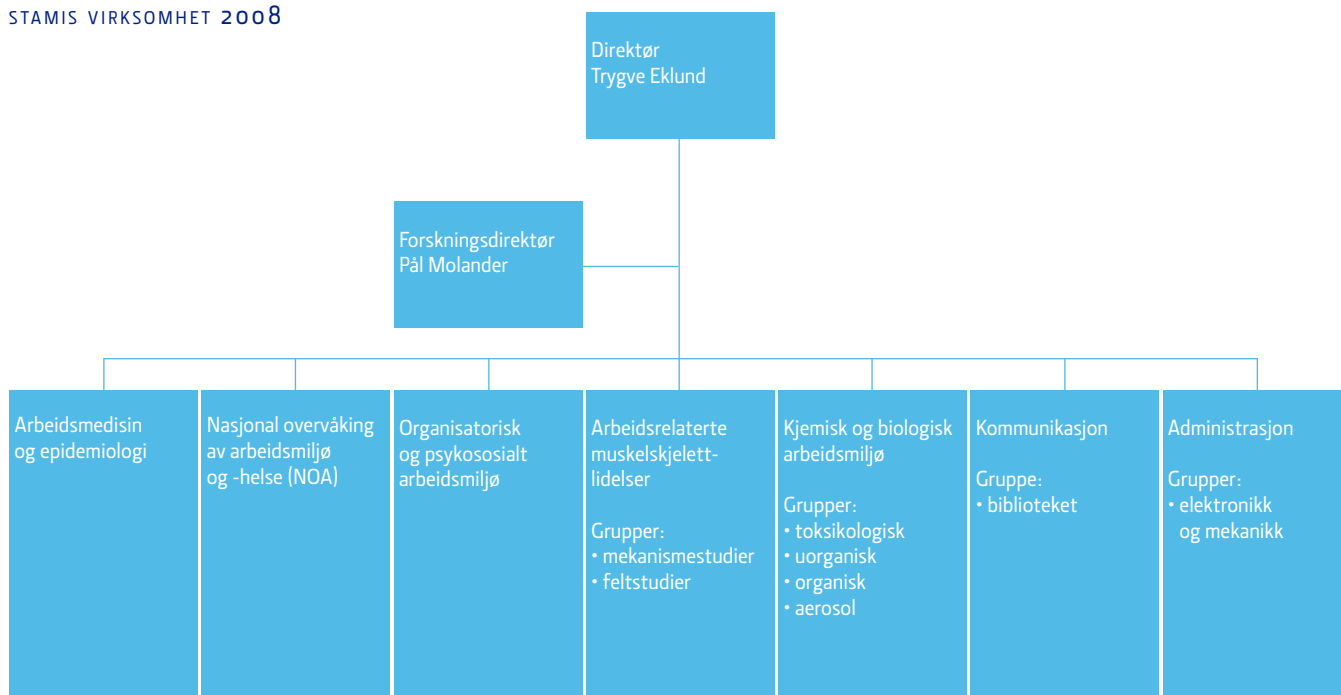 STAMIS VIRKSOMHET 2008
Direktør
Trygve Eklund
Forskningsdirektør
Pål Molander
Arbeidsmedisin
og epidemiologi
Nasjonal overvåking
av arbeidsmiljø
og -helse (NOA)
Organisatorisk
og psykososialt
arbeidsmiljø
Arbeidsrelaterte
muskelskjelett-
lidelser
Grupper:
• mekanismestudier
• feltstudier
Kjemisk og biologisk
arbeidsmiljø
Grupper:
• toksikologisk
• uorganisk
• organisk
• aerosol
Kommunikasjon
Gruppe:
• biblioteket
Administrasjon
Grupper:
• elektronikk
og mekanikk